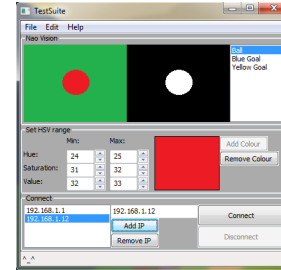 TestSuite
File Edit Help
Nao Vision
Ball
Blue Goal
Yellow Goal
Set HSV range
Min: Max:
Hue: 24 25
Add Colour
Saturation: 31 32
Remove Colour
Value: 32 33
Connect
192.168.1.1
192.168.1.12
192.168.1.12
Add IP
Remove IP
Connect
Disconnect
^_^